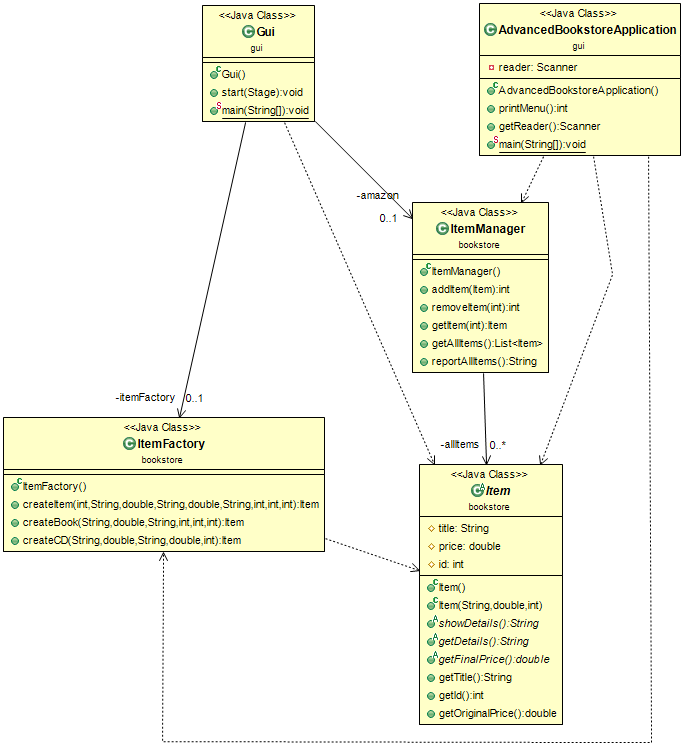 <<Java Class>>
Gui
gui
Gui()
start(Stage):void
main(String[]):void
<<Java Class>>
AdvancedBookstoreApplication
gui
reader: Scanner
AdvancedBookstoreApplication()
printMenu():int
getReader():Scanner
main(String[]):void
-amazon
0..1
<<Java Class>>
ItemManager
bookstore
ItemManager()
addItem(Item):int
removeItem(int):int
getItem(int):Item
getAllItems():List<Item>
reportAllItems():String
-itemFactory
0..1
<<Java Class>>
ItemFactory
bookstore
ItemFactory()
createItem(int,String,double,String,double,String,int,int,int):Item
createBook(String,double,String,int,int,int):Item
createCD(String,double,String,double,int):Item
-allItems
0..*
<<Java Class>>
Item
bookstore
title: String
price: double
id: int
Item()
Item(String,double,int)
showDetails():String
getDetails():String
getFinalPrice():double
getTitle():String
getId():int
getOriginalPrice():double